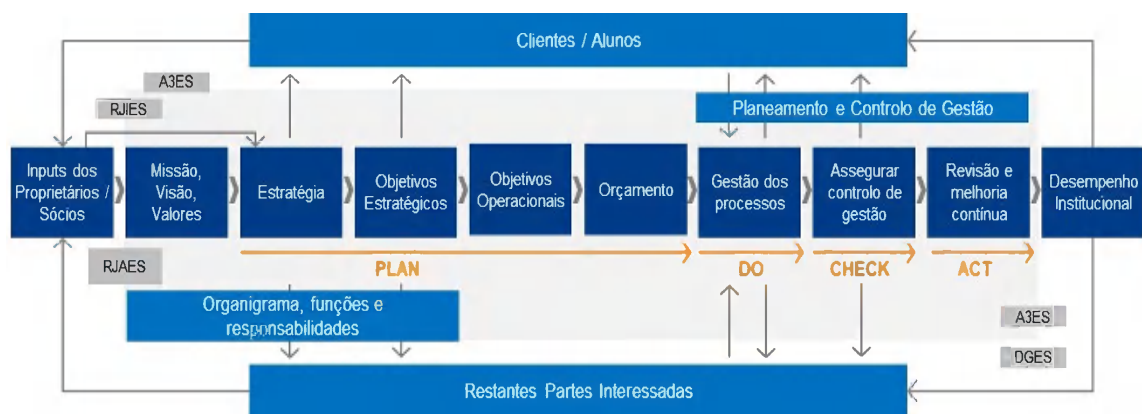 Clientes / Alunos
A3ES
RJIES
Planeamento e Controlo de Gestão
Inputs dos
Proprietários /
Sócios
Missão,
Visão,
Valores
Estratégia
Objetivos
Estratégicos
Objetivos
Operacionais
Orçamento
Gestão dos
processos
Assegurar
controlo de
gestão
Revisão e
melhoria
contínua
Desempenho
Institucional
RJAES
PLAN
DO
CHECK
ACT
Organigrama, funções e
responsabilidades
A3ES
DGES
Restantes Partes Interessadas